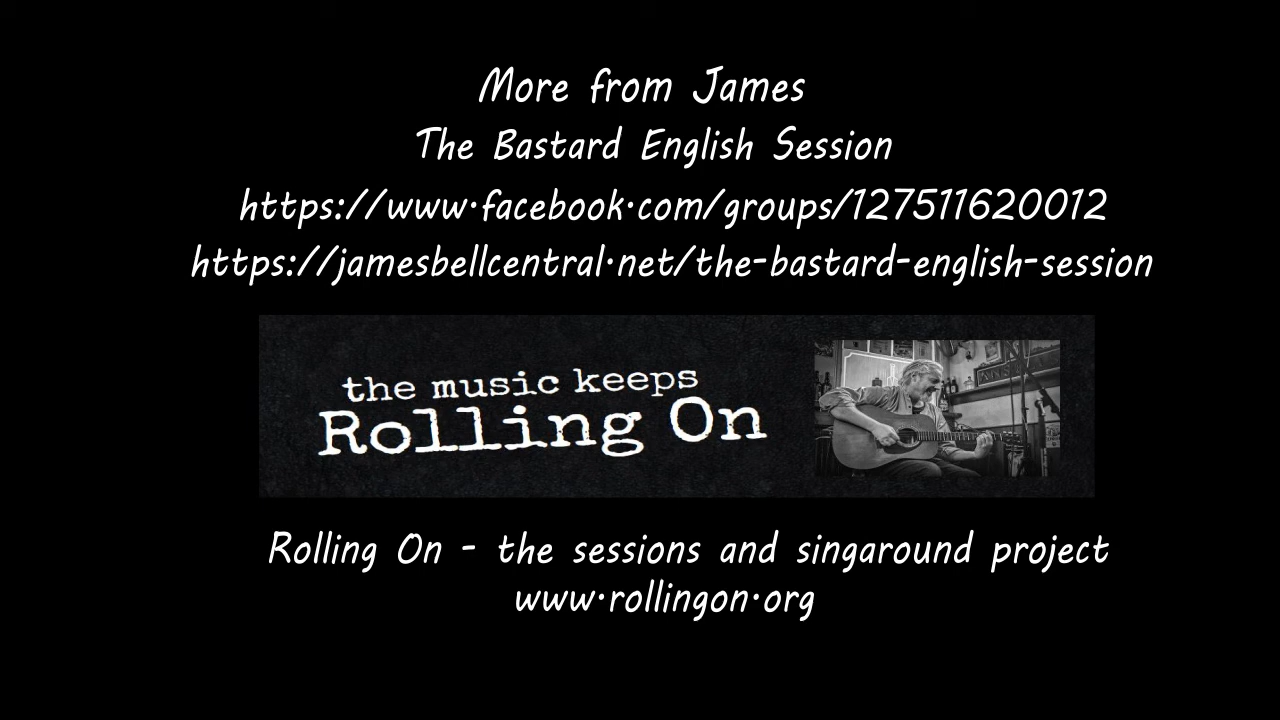 More from James
The Bastard English Session
https://www.facebook.com/groups/127511620012
https://jamesbellcentral.net/the-bastard-english-session
the music keeps
Rolling On
Rolling On - the sessions and singaround project
www.rollingon.org